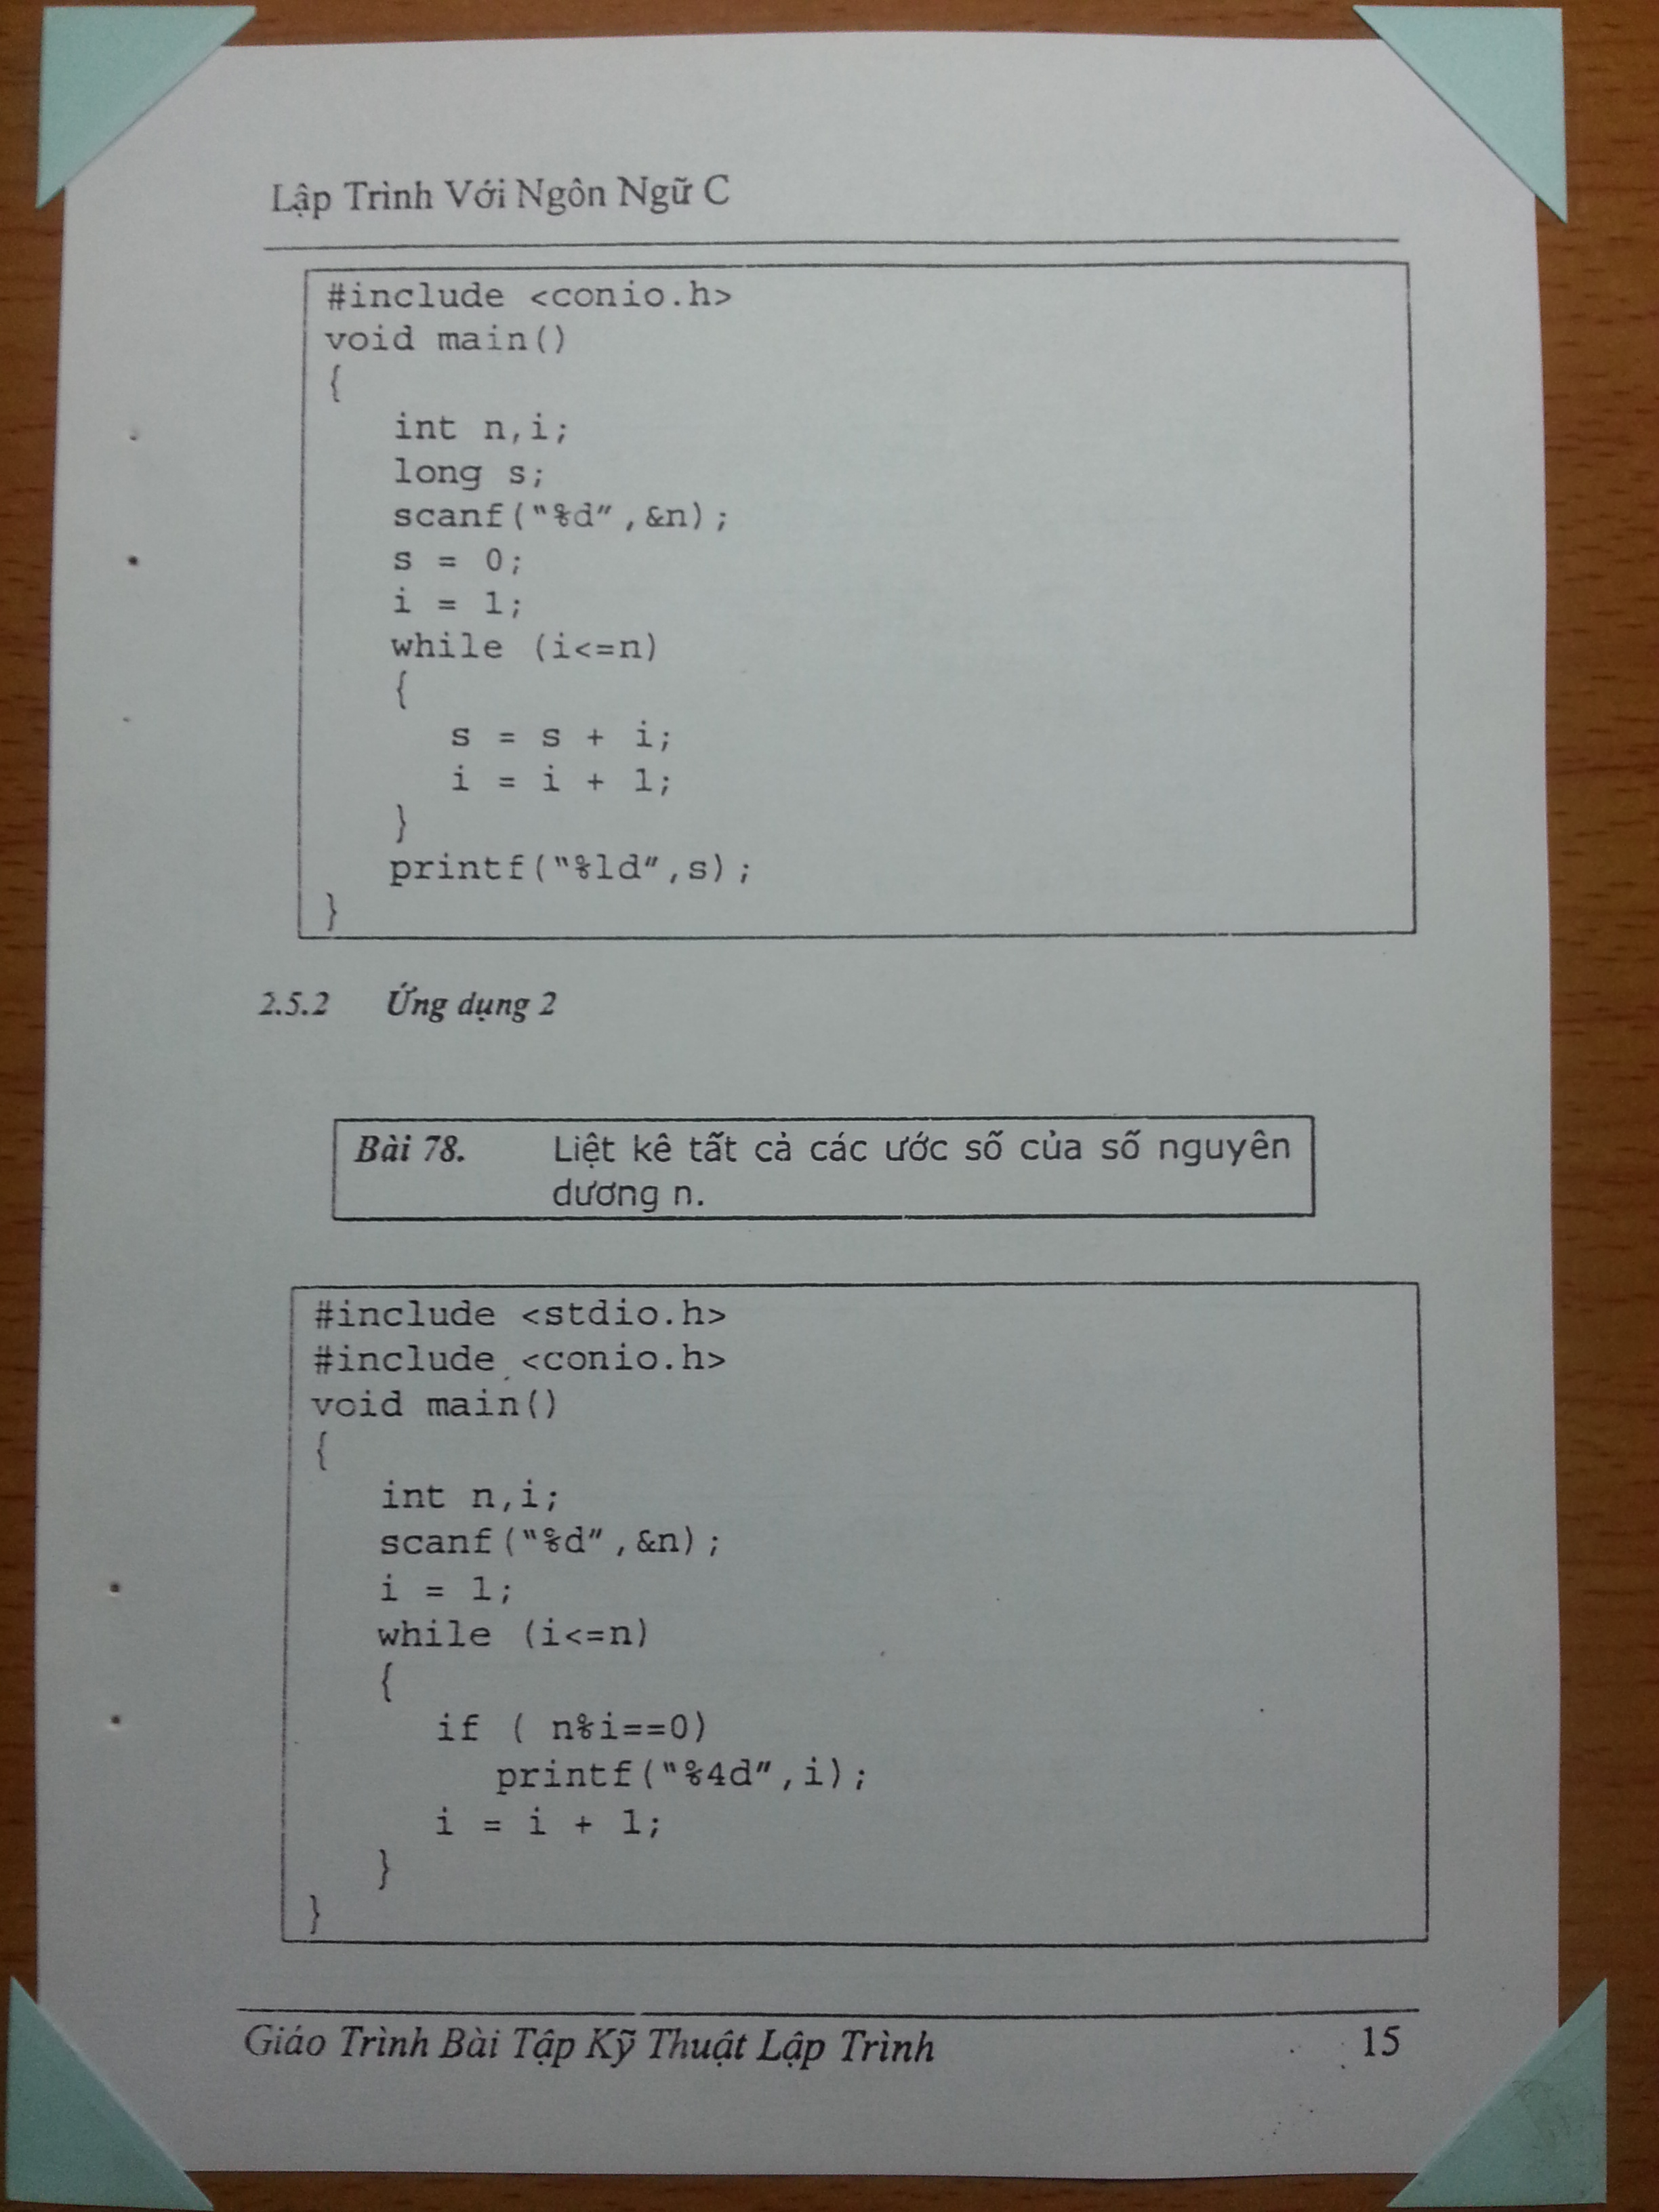 Lập Trình Với Ngôn Ngữ C
#include <conio.h>
void main()
{
int n,i;
long s;
scanf("%d",&n);
s = 0;
i = 1;
while (i<=n)
{
s = s + i;
i = i + 1;
}
printf("%ld",s);
}
2.5.2 Ứng dụng 2
Bài 78. Liệt kê tất cả các ước số của số nguyên
dương n.
#include <stdio.h>
#include <conio.h>
void main()
{
int n,i;
scanf("%d",&n);
i = 1;
while (i<=n)
{
if ( n%i==0)
printf("%4d",i);
i = i + 1;
}
}
Giáo Trình Bài Tập Kỹ Thuật Lập Trình 15